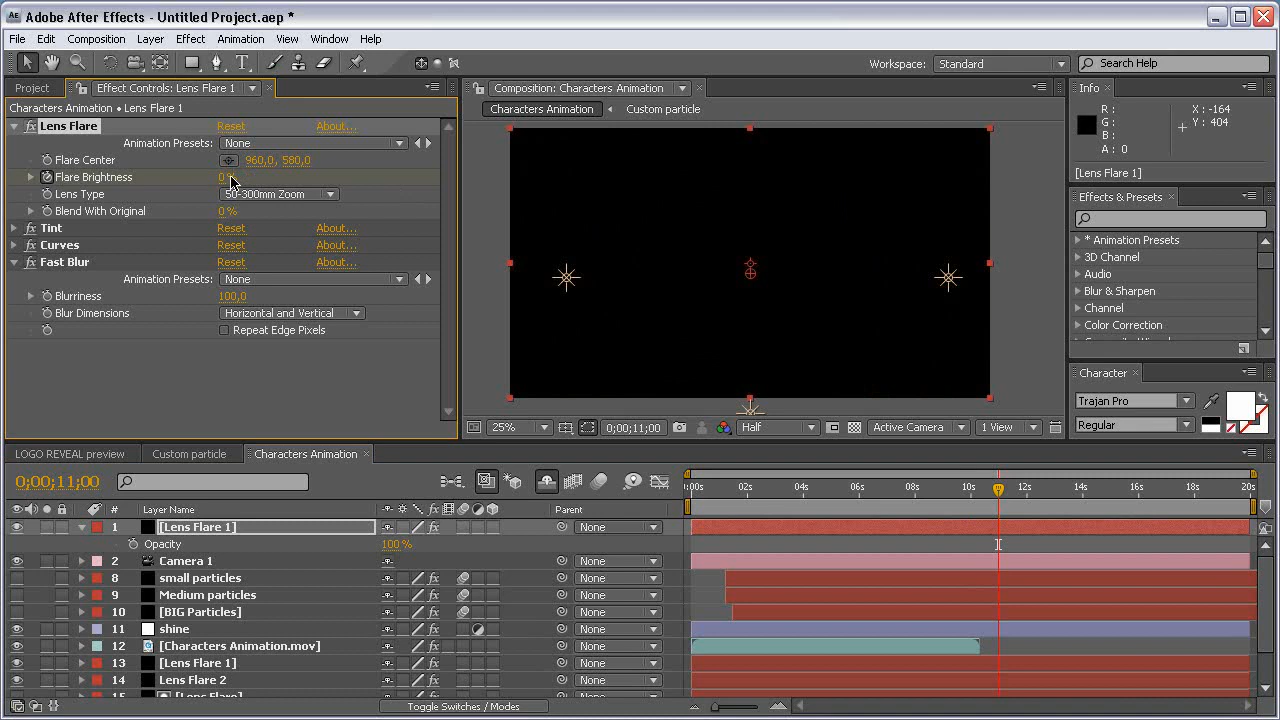 Adobe After Effects - Untitled Project.aep *
File Edit Composition Layer Effect Animation View Window Help
Workspace: Standard Search Help
Project Effect Controls: Lens Flare 1
Characters Animation • Lens Flare 1
Lens Flare Reset About...
Animation Presets: None
Flare Center 960,0, 580,0
Flare Brightness 0 %
Lens Type 50-300mm Zoom
Blend With Original 0 %
Tint Reset About...
Curves Reset About...
Fast Blur Reset About...
Animation Presets: None
Blurriness 100,0
Blur Dimensions Horizontal and Vertical
Repeat Edge Pixels
Composition: Characters Animation
Characters Animation Custom particle
25% 0;00;11;00 Half Active Camera 1 View
Info
R: X: -164
G: Y: 404
B:
A: 0
[Lens Flare 1]
Effects & Presets
* Animation Presets
3D Channel
Audio
Blur & Sharpen
Channel
Color Correction
Character
Trajan Pro
Regular
LOGO REVEAL preview Custom particle Characters Animation
0;00;11;00
:00s 02s 04s 06s 08s 10s 12s 14s 16s 18s 20s
# Layer Name Parent
1 [Lens Flare 1] None
Opacity 100 %
2 Camera 1 None
8 small particles None
9 Medium particles None
10 [BIG Particles] None
11 shine None
12 [Characters Animation.mov] None
13 [Lens Flare 1] None
14 Lens Flare 2 None
15 [Lens Flare] None
Toggle Switches / Modes